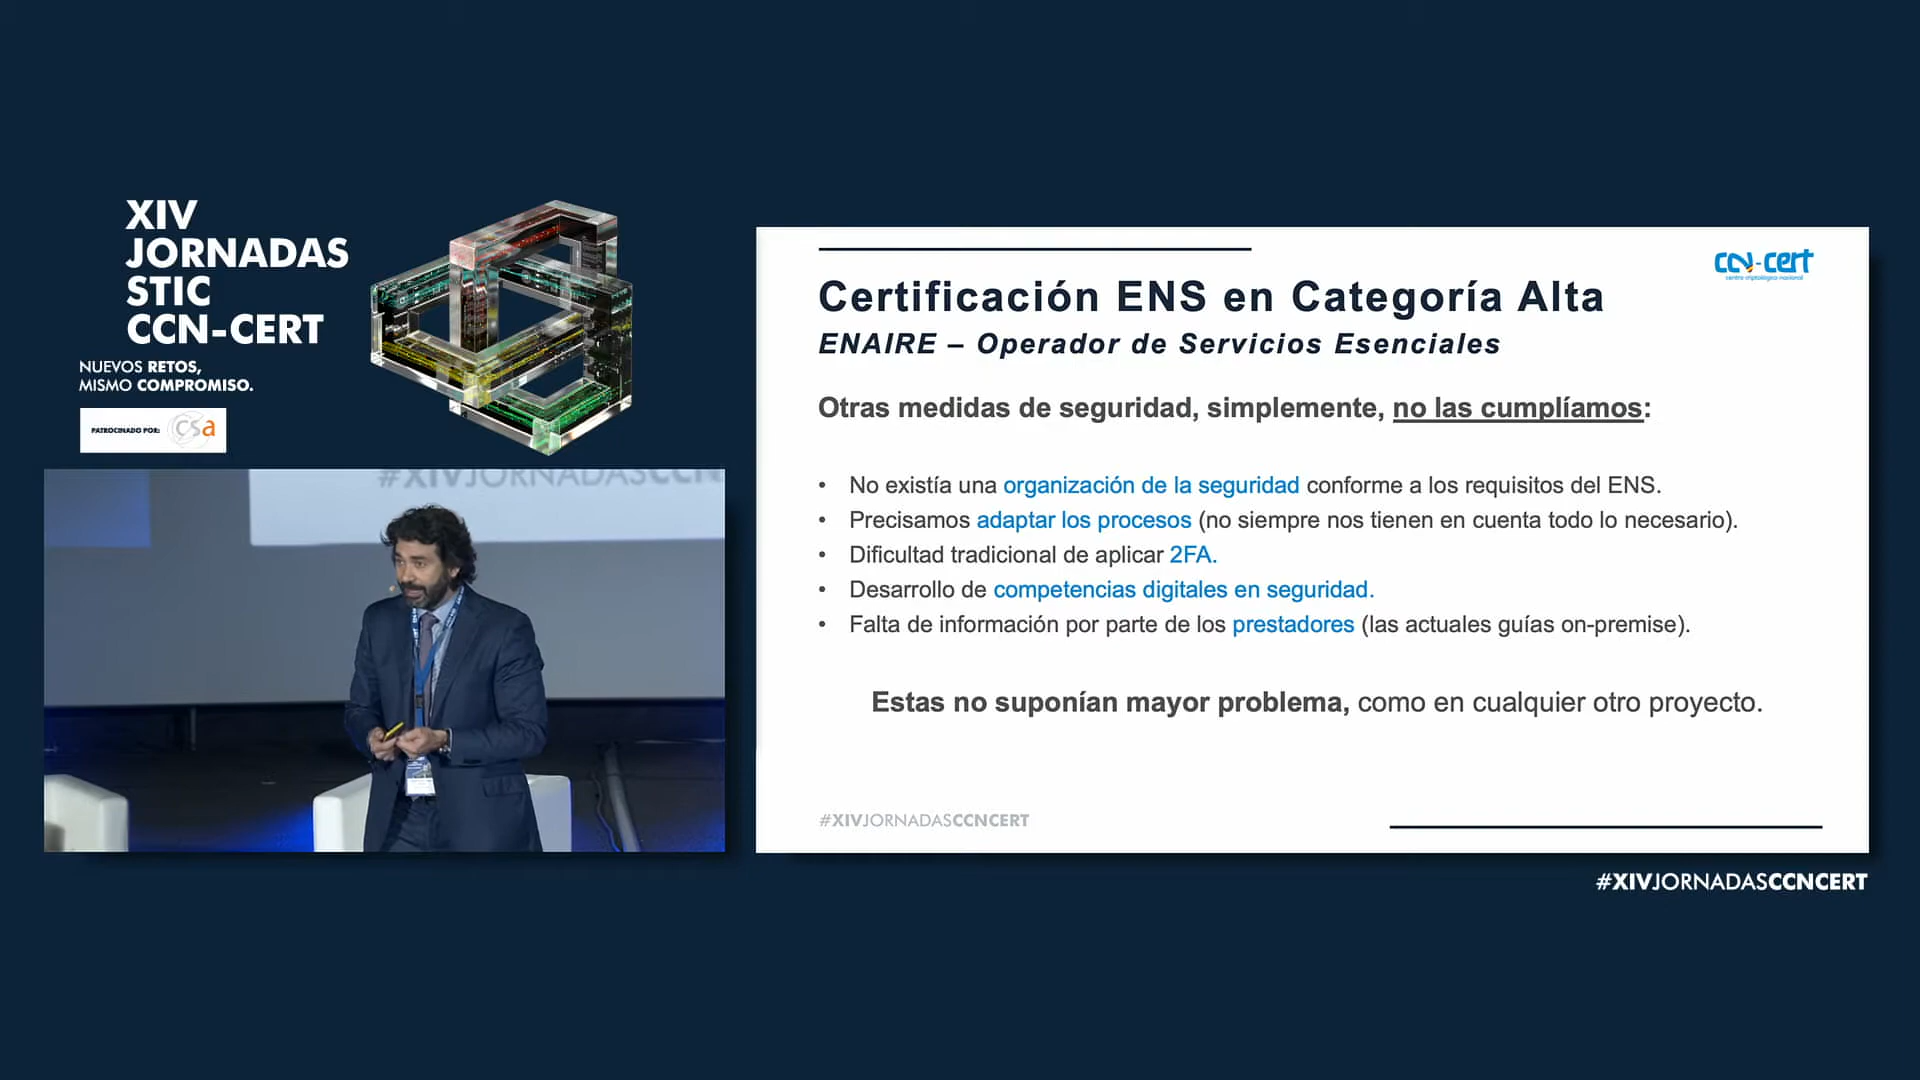 XIV
JORNADAS
STIC
CCN-CERT
NUEVOS RETOS,
MISMO COMPROMISO.
PATROCINADO POR: csa
#XIVJORNADASCCN
ccn-cert
centro criptológico nacional
Certificación ENS en Categoría Alta
ENAIRE – Operador de Servicios Esenciales
Otras medidas de seguridad, simplemente, no las cumplíamos:
• No existía una organización de la seguridad conforme a los requisitos del ENS.
• Precisamos adaptar los procesos (no siempre nos tienen en cuenta todo lo necesario).
• Dificultad tradicional de aplicar 2FA.
• Desarrollo de competencias digitales en seguridad.
• Falta de información por parte de los prestadores (las actuales guías on-premise).
Estas no suponían mayor problema, como en cualquier otro proyecto.
#XIVJORNADASCCNCERT
#XIVJORNADASCCNCERT